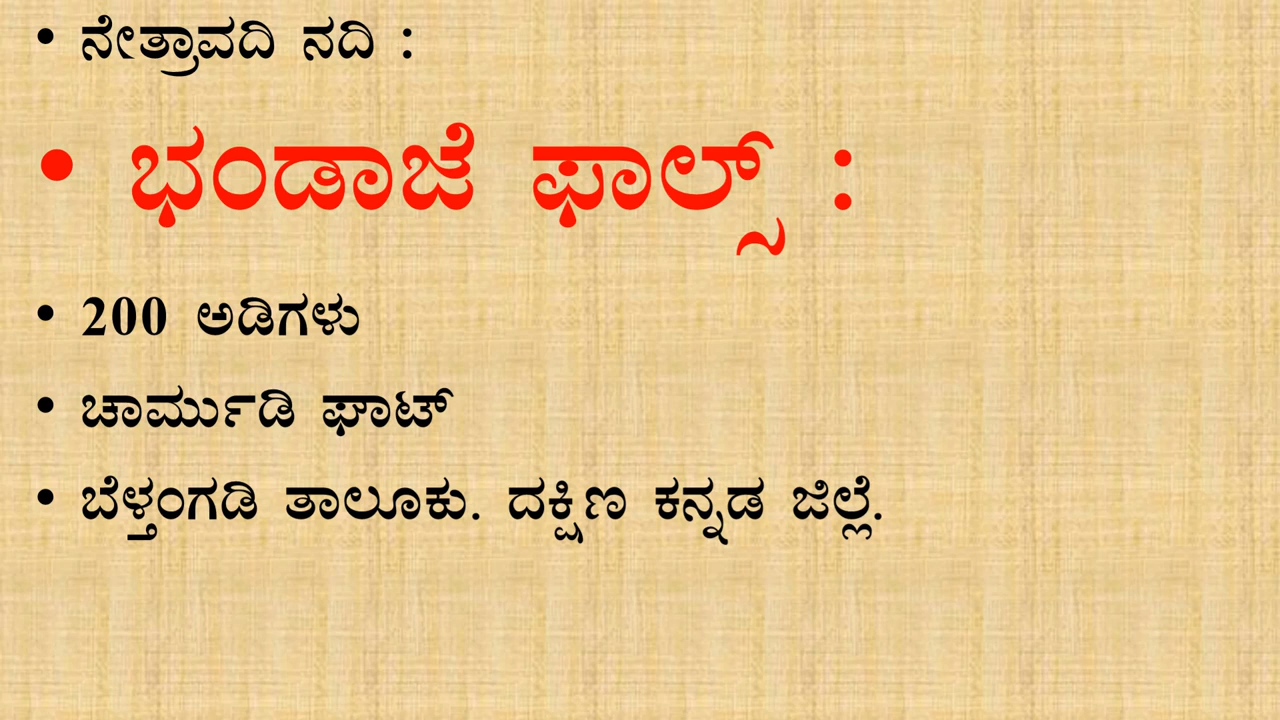 • ನೇತ್ರಾವದಿ ನದಿ :
• ಭಂಡಾಜೆ ಫಾಲ್ಸ್ :
• 200 ಅಡಿಗಳು
• ಚಾರ್ಮುಡಿ ಘಾಟ್
• ಬೆಳ್ತಂಗಡಿ ತಾಲೂಕು. ದಕ್ಷಿಣ ಕನ್ನಡ ಜಿಲ್ಲೆ.